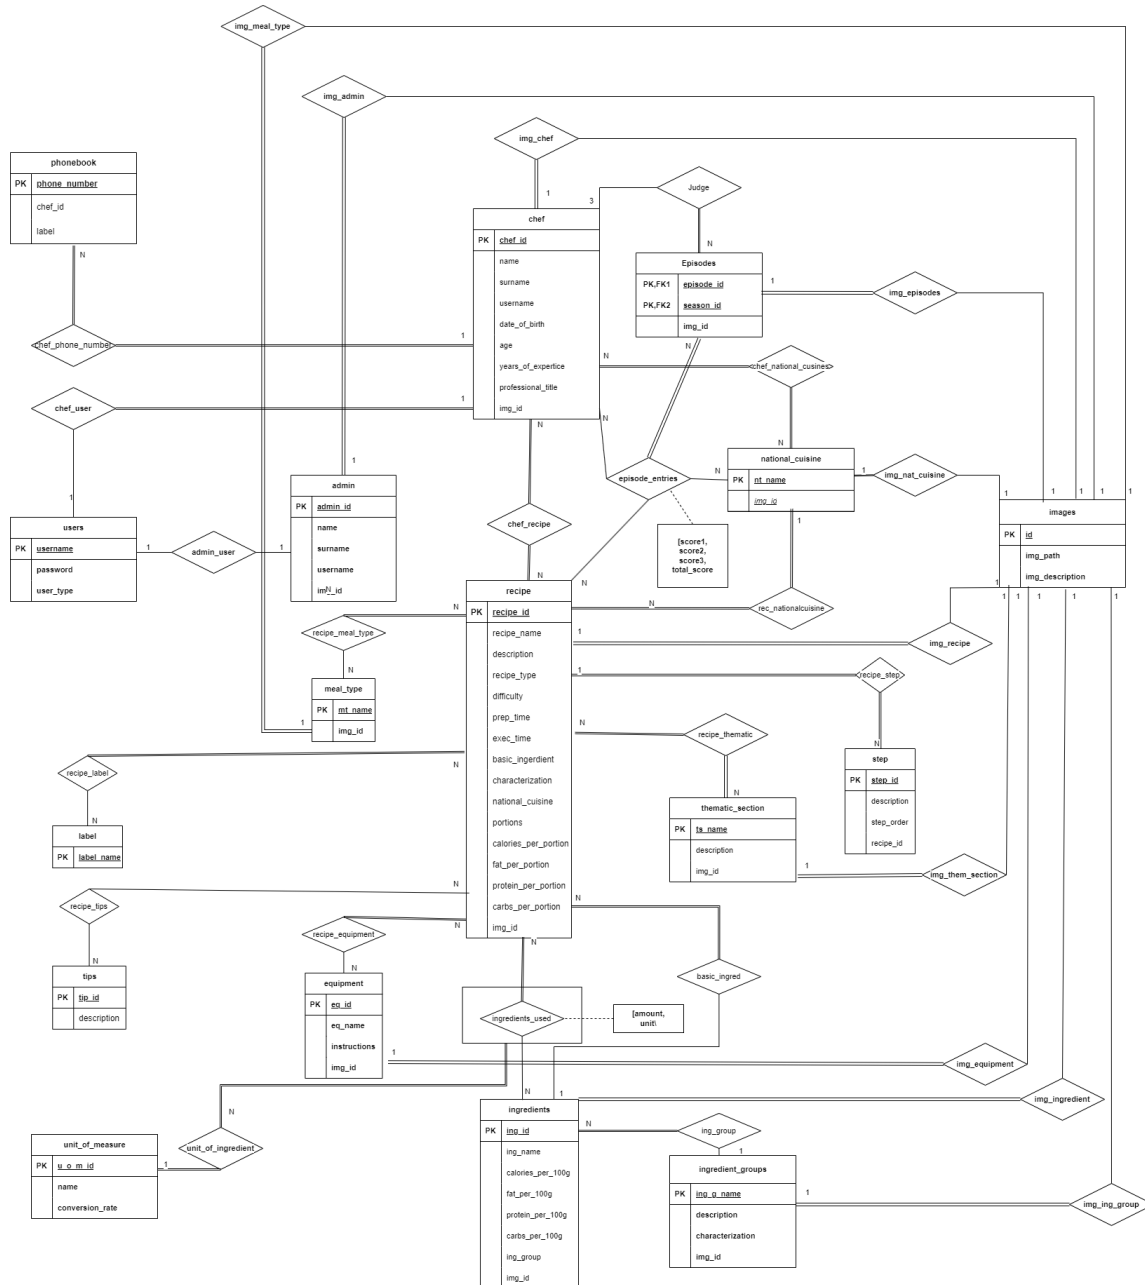 img_meal_type
img_admin
img_chef
1
3
Judge
N
phonebook
PK phone_number
chef_id
label
N
chef_phone_number
1
chef
PK chef_id
name
surname
username
date_of_birth
age
years_of_expertice
professional_title
img_id
N
N
N
Episodes
PK,FK1 episode_id
PK,FK2 season_id
img_id
1
N
img_episodes
chef_national_cusines
N
chef_user
1
1
users
PK username
password
user_type
1
admin_user
1
1
admin
PK admin_id
name
surname
username
N
episode_entries
N
[score1,
score2,
score3,
total_score
national_cuisine
PK nt_name
1
1
img_nat_cuisine
1
1
1
1
1
images
PK id
img_path
img_description
1
1
1
1
1
1
chef_recipe
N
N
N
rec_nationalcuisine
1
img_recipe
recipe
PK recipe_id
recipe_name
description
recipe_type
difficulty
prep_time
exec_time
basic_ingerdient
characterization
national_cuisine
portions
calories_per_portion
fat_per_portion
protein_per_portion
carbs_per_portion
img_id
N
recipe_meal_type
N
meal_type
PK mt_name
img_id
1
1
recipe_step
N
step
PK step_id
description
step_order
recipe_id
N
recipe_thematic
N
thematic_section
PK ts_name
description
img_id
1
1
img_them_section
recipe_label
N
N
label
PK label_name
recipe_tips
N
N
tips
PK tip_id
description
recipe_equipment
N
N
equipment
PK eq_id
eq_name
instructions
img_id
1
img_equipment
N
basic_ingred
N
ingredients_used
[amount,
unit\
N
1
img_ingredient
1
N
unit_of_ingredient
1
unit_of_measure
PK u_o_m_id
name
conversion_rate
ingredients
PK ing_id
ing_name
calories_per_100g
fat_per_100g
protein_per_100g
carbs_per_100g
ing_group
img_id
N
ing_group
1
ingredient_groups
PK ing_g_name
description
characterization
img_id
1
img_ing_group